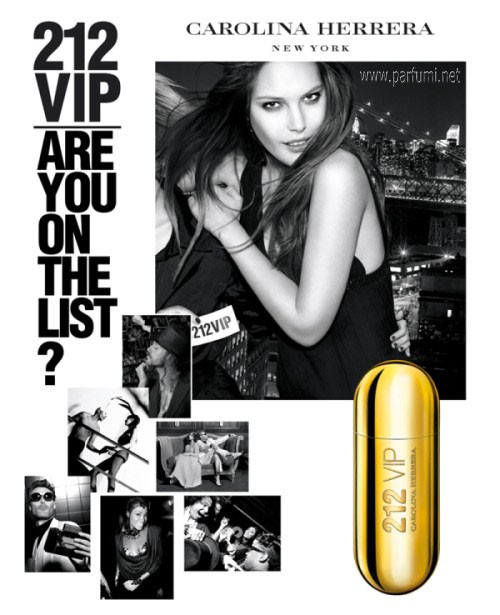 212
VIP
ARE
YOU
ON
THE
LIST
?
CAROLINA HERRERA
NEW YORK
www.parfumi.net
212VIP
212 VIP
CAROLINA HERRERA